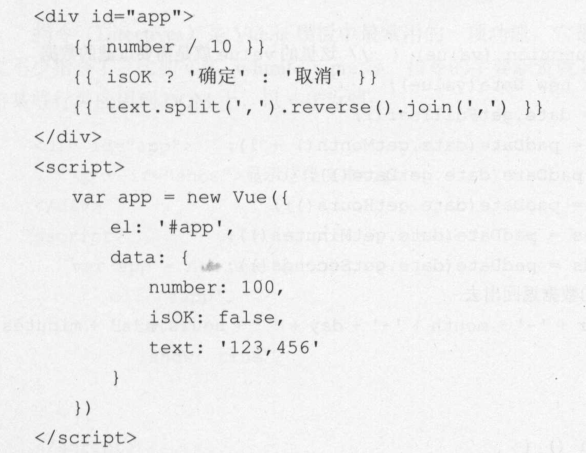 <div id="app">
{{ number / 10 }}
{{ isOK ? '确定' : '取消' }}
{{ text.split(',').reverse().join(',') }}
</div>
<script>
var app = new Vue({
el: '#app',
data: {
number: 100,
isOK: false,
text: '123,456'
}
})
</script>